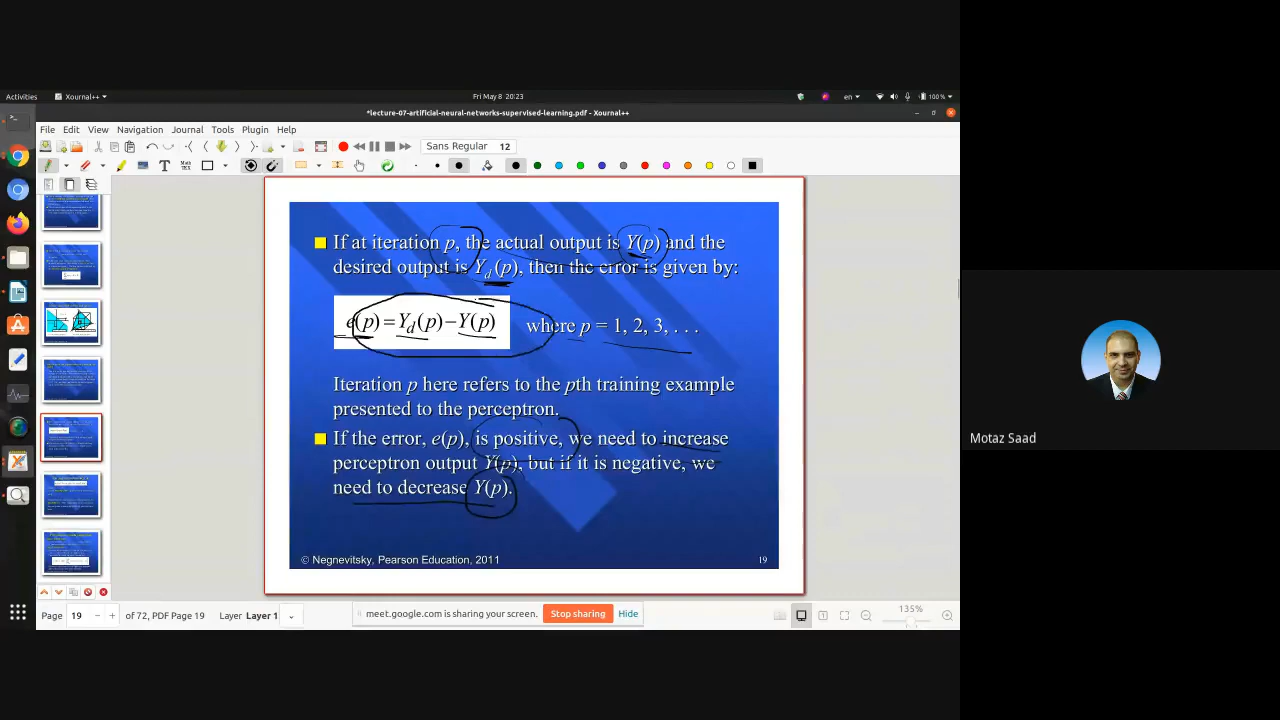 Activities
Xournal++
Fri May 8 20:23
en
100%
*lecture-07-artificial-neural-networks-supervised-learning.pdf - Xournal++
File Edit View Navigation Journal Tools Plugin Help
Sans Regular 12
If at iteration p, the actual output is Y(p) and the
desired output is Yd(p), then the error is given by:
e(p)=Yd(p)−Y(p)
where p = 1, 2, 3, . . .
Iteration p here refers to the pth training example
presented to the perceptron.
If the error, e(p), is positive, we need to increase
perceptron output Y(p), but if it is negative, we
need to decrease Y(p).
© Negnevitsky, Pearson Education, 2011
19
Page 19 − + of 72, PDF Page 19 Layer Layer 1
meet.google.com is sharing your screen. Stop sharing Hide
135%
Motaz Saad